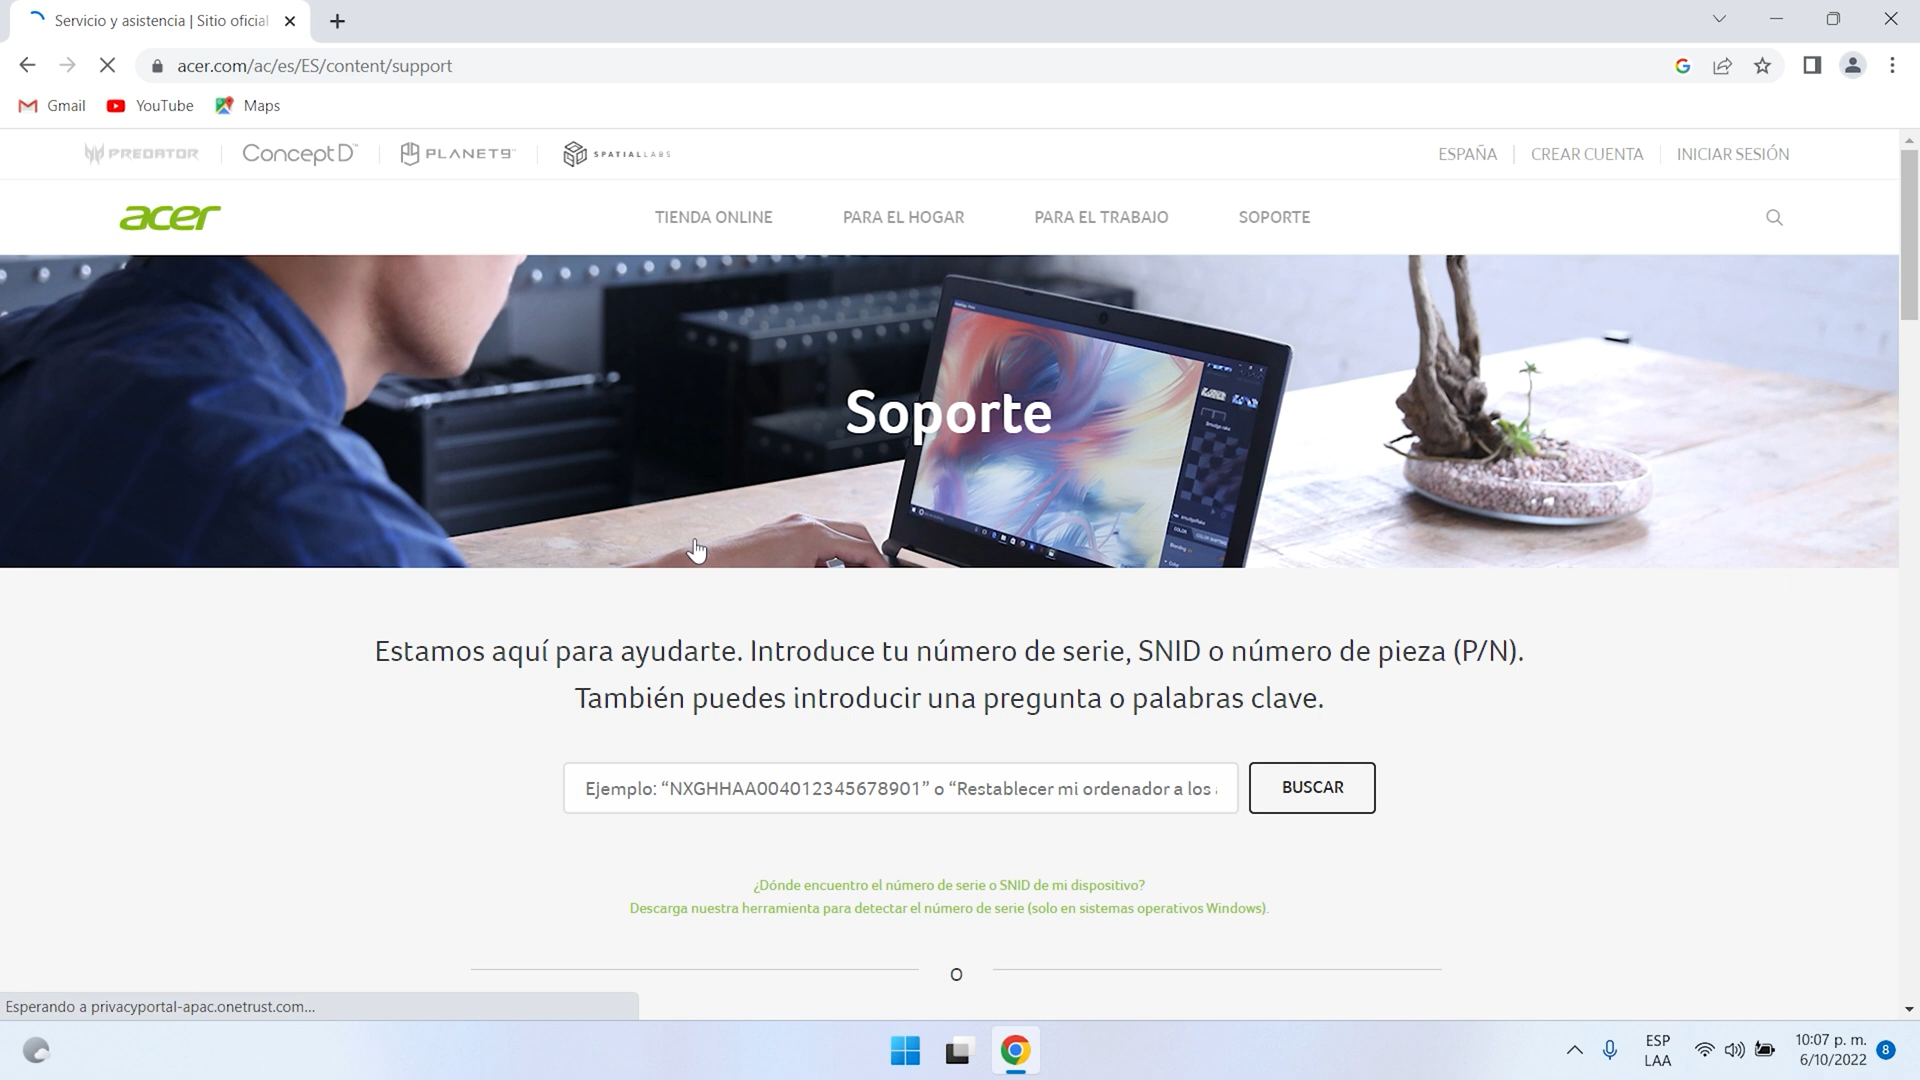 Servicio y asistencia | Sitio oficial
acer.com/ac/es/ES/content/support
Gmail
YouTube
Maps
PREDATOR
ConceptD™
PLANET9™
SPATIALLABS
ESPAÑA
CREAR CUENTA
INICIAR SESIÓN
acer
TIENDA ONLINE
PARA EL HOGAR
PARA EL TRABAJO
SOPORTE
Soporte
Estamos aquí para ayudarte. Introduce tu número de serie, SNID o número de pieza (P/N).
También puedes introducir una pregunta o palabras clave.
Ejemplo: “NXGHHAA004012345678901” o “Restablecer mi ordenador a los
BUSCAR
¿Dónde encuentro el número de serie o SNID de mi dispositivo?
Descarga nuestra herramienta para detectar el número de serie (solo en sistemas operativos Windows).
O
Esperando a privacyportal-apac.onetrust.com...
ESP
LAA
10:07 p. m.
6/10/2022
8